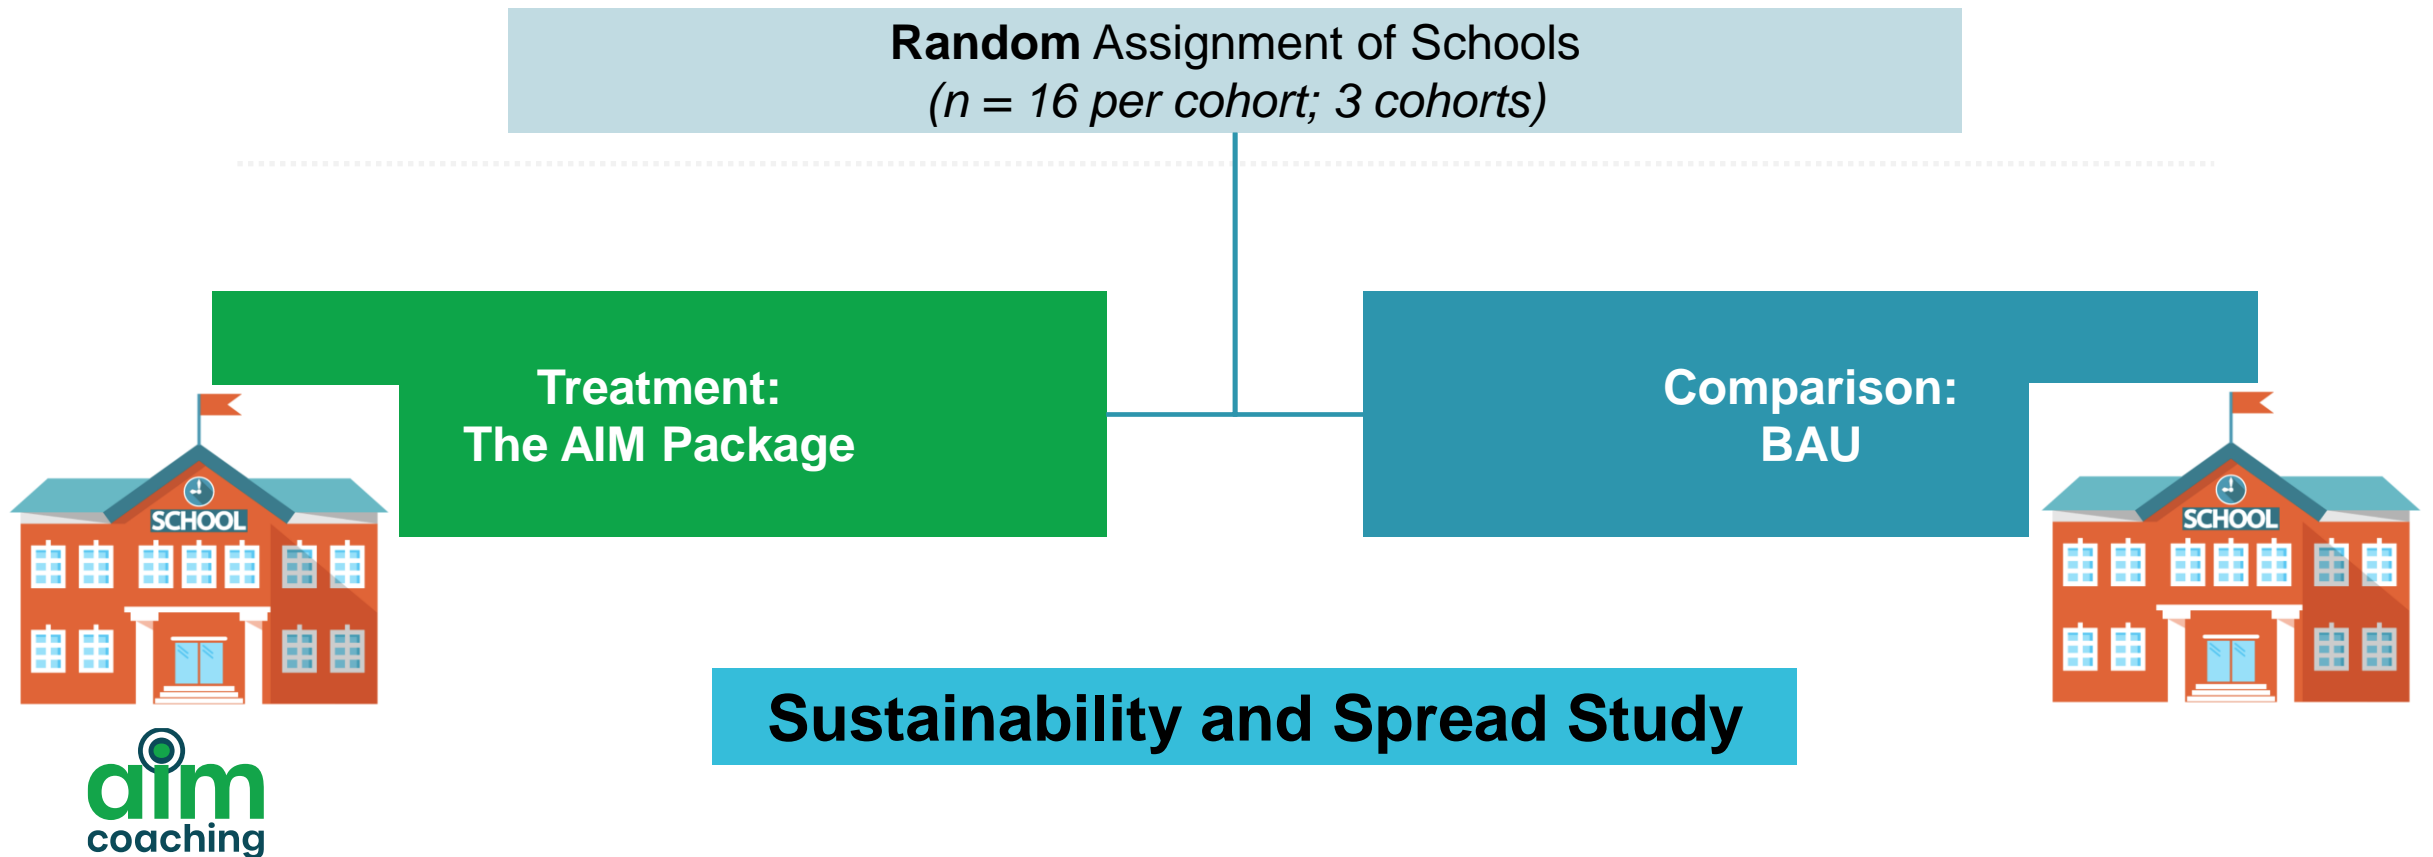 Random Assignment of Schools
(n = 16 per cohort; 3 cohorts)
Treatment:
The AIM Package
Comparison:
BAU
SCHOOL
SCHOOL
Sustainability and Spread Study
aim
coaching